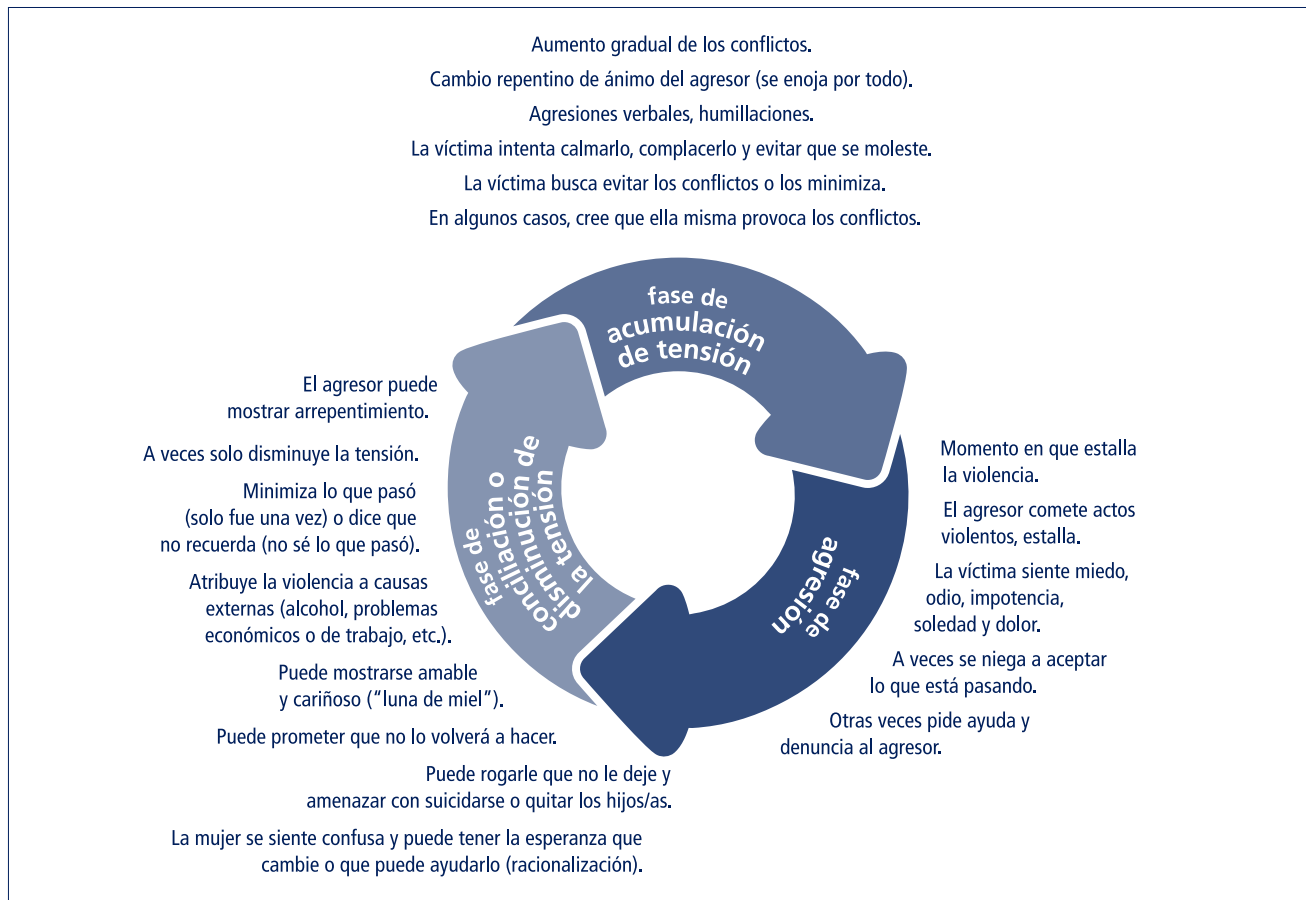 Aumento gradual de los conflictos.
Cambio repentino de ánimo del agresor (se enoja por todo).
Agresiones verbales, humillaciones.
La víctima intenta calmarlo, complacerlo y evitar que se moleste.
La víctima busca evitar los conflictos o los minimiza.
En algunos casos, cree que ella misma provoca los conflictos.
fase de
acumulación
de tensión
Momento en que estalla
la violencia.
El agresor comete actos
violentos, estalla.
La víctima siente miedo,
odio, impotencia,
soledad y dolor.
A veces se niega a aceptar
lo que está pasando.
Otras veces pide ayuda y
denuncia al agresor.
fase de
agresión
fase de
conciliación o
disminución de
la tensión
El agresor puede
mostrar arrepentimiento.
A veces solo disminuye la tensión.
Minimiza lo que pasó
(solo fue una vez) o dice que
no recuerda (no sé lo que pasó).
Atribuye la violencia a causas
externas (alcohol, problemas
económicos o de trabajo, etc.).
Puede mostrarse amable
y cariñoso (“luna de miel”).
Puede prometer que no lo volverá a hacer.
Puede rogarle que no le deje y
amenazar con suicidarse o quitar los hijos/as.
La mujer se siente confusa y puede tener la esperanza que
cambie o que puede ayudarlo (racionalización).